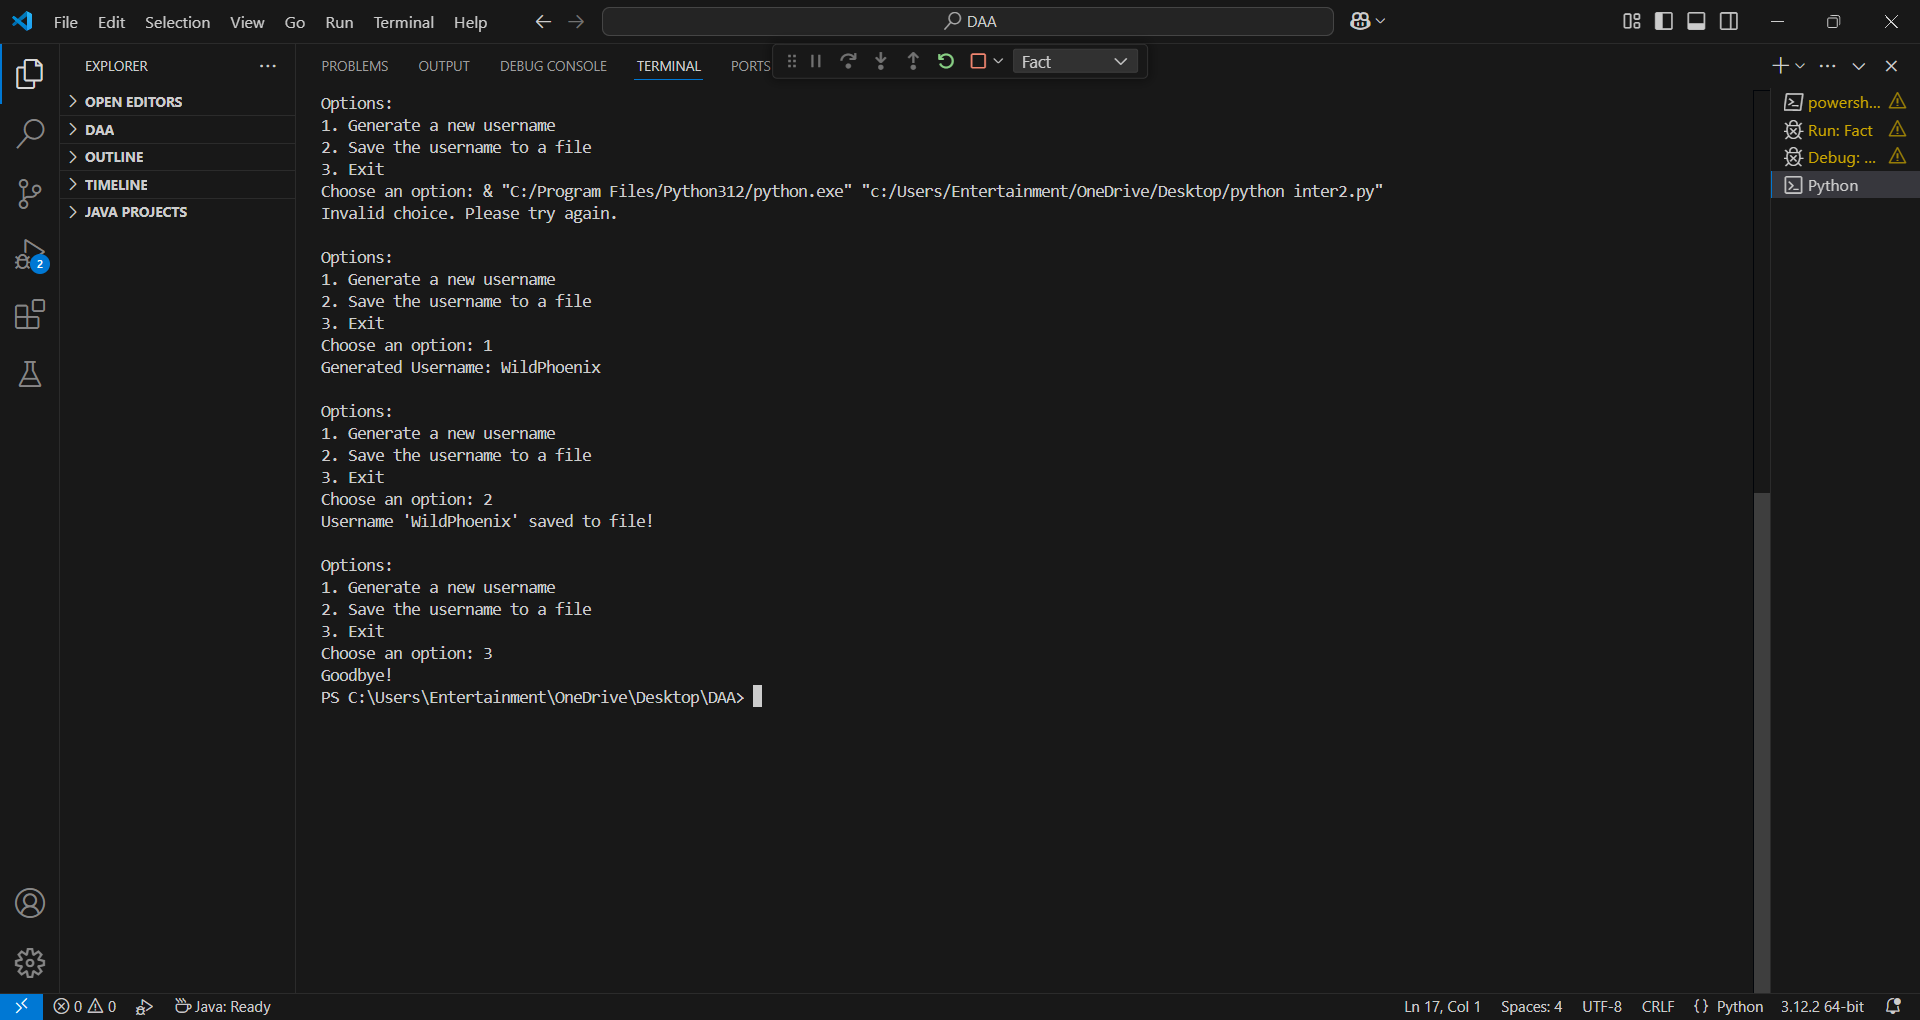 File Edit Selection View Go Run Terminal Help
DAA
EXPLORER
OPEN EDITORS
DAA
OUTLINE
TIMELINE
JAVA PROJECTS
2
PROBLEMS OUTPUT DEBUG CONSOLE TERMINAL PORTS
Fact
Options:
1. Generate a new username
2. Save the username to a file
3. Exit
Choose an option: & "C:/Program Files/Python312/python.exe" "c:/Users/Entertainment/OneDrive/Desktop/python inter2.py"
Invalid choice. Please try again.
Options:
1. Generate a new username
2. Save the username to a file
3. Exit
Choose an option: 1
Generated Username: WildPhoenix
Options:
1. Generate a new username
2. Save the username to a file
3. Exit
Choose an option: 2
Username 'WildPhoenix' saved to file!
Options:
1. Generate a new username
2. Save the username to a file
3. Exit
Choose an option: 3
Goodbye!
PS C:\Users\Entertainment\OneDrive\Desktop\DAA>
powersh...
Run: Fact
Debug: ...
Python
0 0 Java: Ready
Ln 17, Col 1 Spaces: 4 UTF-8 CRLF {} Python 3.12.2 64-bit